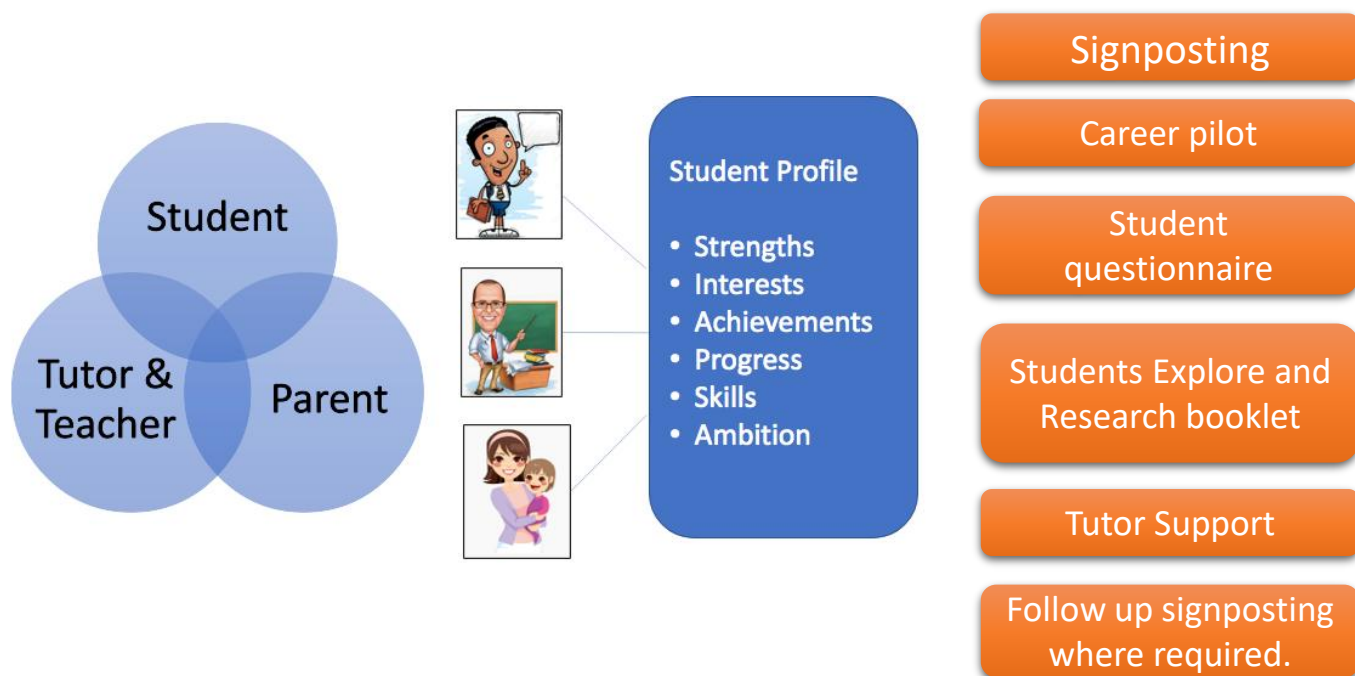 Student
Tutor &
Teacher
Parent
Student Profile
• Strengths
• Interests
• Achievements
• Progress
• Skills
• Ambition
Signposting
Career pilot
Student
questionnaire
Students Explore and
Research booklet
Tutor Support
Follow up signposting
where required.